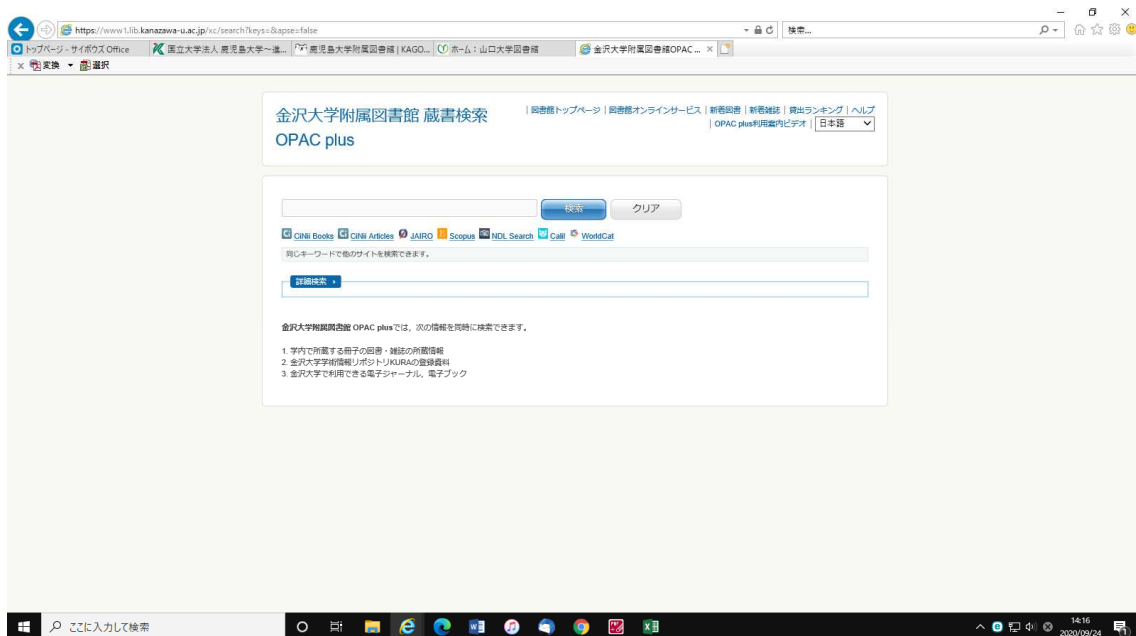 https://www1.lib.kanazawa-u.ac.jp/xc/search?keys=&apse=false
検索...
トップページ - サイボウズ Office
国立大学法人 鹿児島大学~進...
鹿児島大学附属図書館 | KAGO...
ホーム:山口大学図書館
金沢大学附属図書館OPAC ...
x 変換 ▼ 選択
金沢大学附属図書館 蔵書検索
OPAC plus
| 図書館トップページ | 図書館オンラインサービス | 新着図書 | 新着雑誌 | 貸出ランキング | ヘルプ
| OPAC plus利用案内ビデオ | 日本語
検索
クリア
CiNii Books CiNii Articles JAIRO Scopus NDL Search Calil WorldCat
同じキーワードで他のサイトを検索できます。
詳細検索
金沢大学附属図書館 OPAC plusでは,次の情報を同時に検索できます。
1. 学内で所蔵する冊子の図書・雑誌の所蔵情報
2. 金沢大学学術情報リポジトリKURAの登録資料
3. 金沢大学で利用できる電子ジャーナル,電子ブック
ここに入力して検索
14:16
2020/09/24